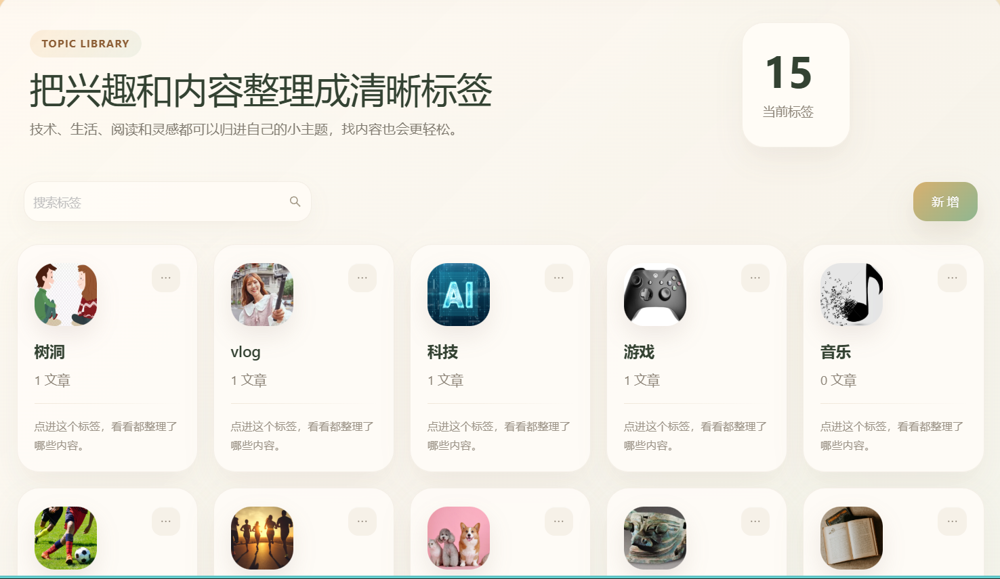 TOPIC LIBRARY
把兴趣和内容整理成清晰标签
技术、生活、阅读和灵感都可以归进自己的小主题，找内容也会更轻松。
15
当前标签
搜索标签
新增
...
...
...
...
...
AI
树洞
vlog
科技
游戏
音乐
1 文章
1 文章
1 文章
1 文章
0 文章
点进这个标签，看看都整理了
哪些内容。
点进这个标签，看看都整理了
哪些内容。
点进这个标签，看看都整理了
哪些内容。
点进这个标签，看看都整理了
哪些内容。
点进这个标签，看看都整理了
哪些内容。
...
...
...
...
...